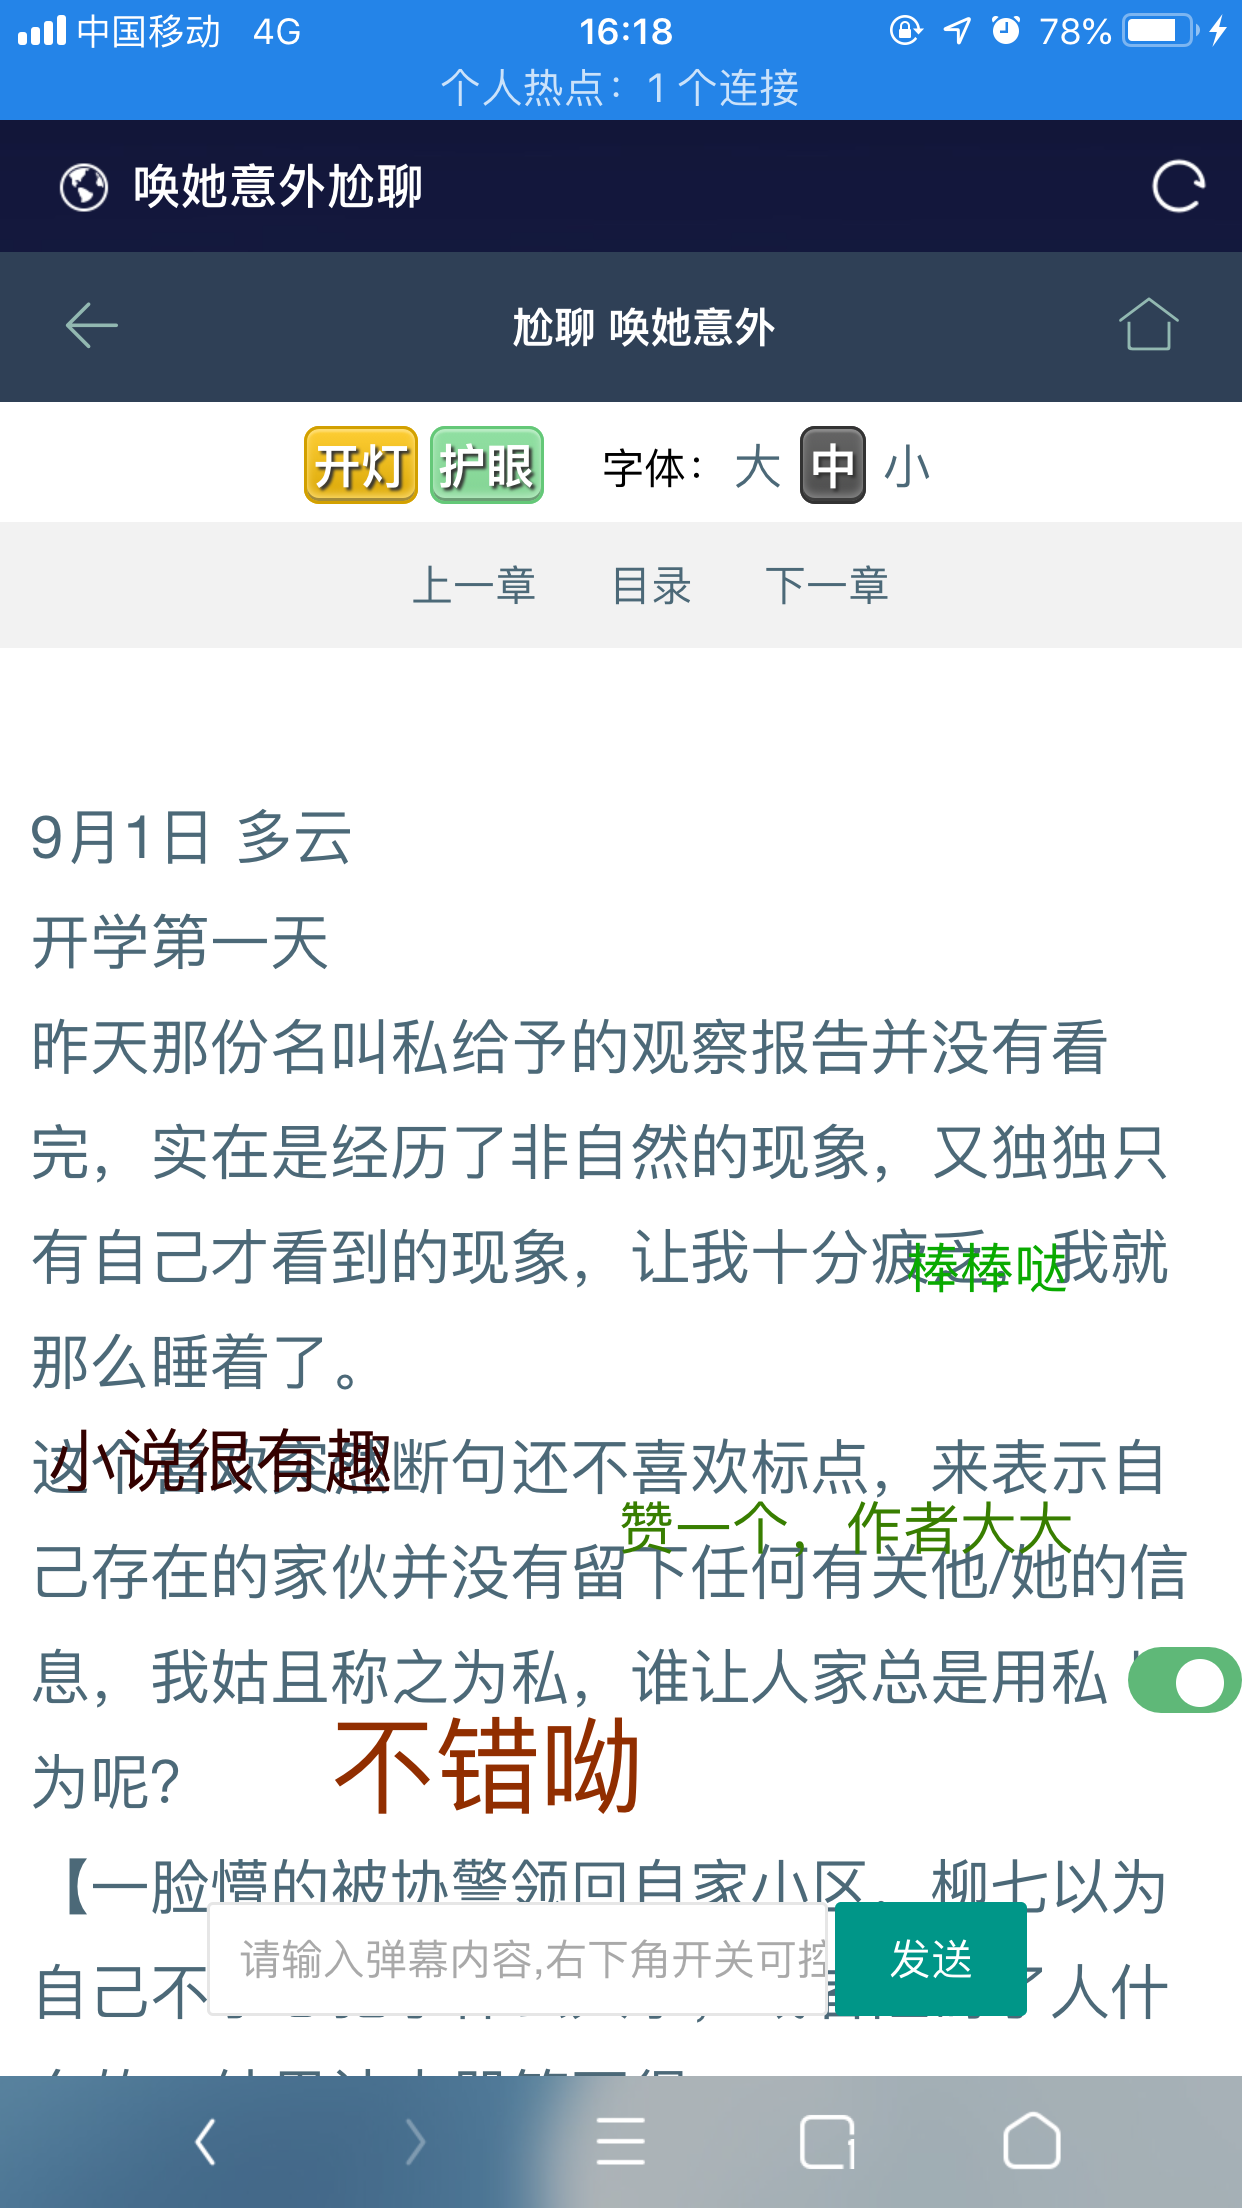 中国移动 4G 16:18 78%
个人热点：1 个连接
唤她意外尬聊
尬聊 唤她意外
开灯 护眼 字体： 大 中 小
上一章 目录 下一章
9月1日 多云
开学第一天
昨天那份名叫私给予的观察报告并没有看
完，实在是经历了非自然的现象，又独独只
有自己才看到的现象，让我十分疲乏，我就
棒棒哒
那么睡着了。
小说很有趣
这个喜欢突然断句还不喜欢标点，来表示自
赞一个，作者大大
己存在的家伙并没有留下任何有关他/她的信
息，我姑且称之为私，谁让人家总是用私
为呢?
不错呦
【一脸懵的被协警领回自家小区，柳七以为
请输入弹幕内容,右下角开关可控 发送
自己不 了人什
1